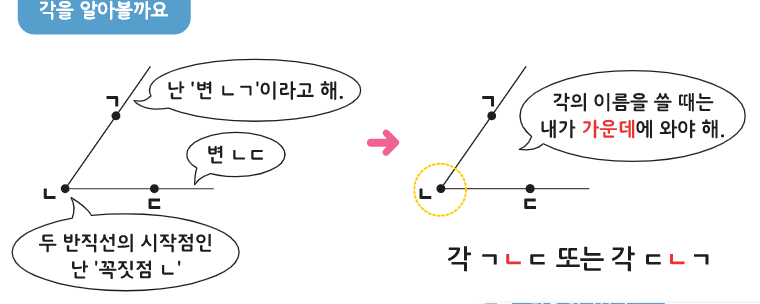 각을 알아볼까요
ㄱ
난 '변 ㄴㄱ'이라고 해.
변 ㄴㄷ
ㄴ
ㄷ
두 반직선의 시작점인
난 '꼭짓점 ㄴ'
ㄱ
각의 이름을 쓸 때는
내가 가운데에 와야 해.
ㄴ
ㄷ
각 ㄱㄴㄷ 또는 각 ㄷㄴㄱ